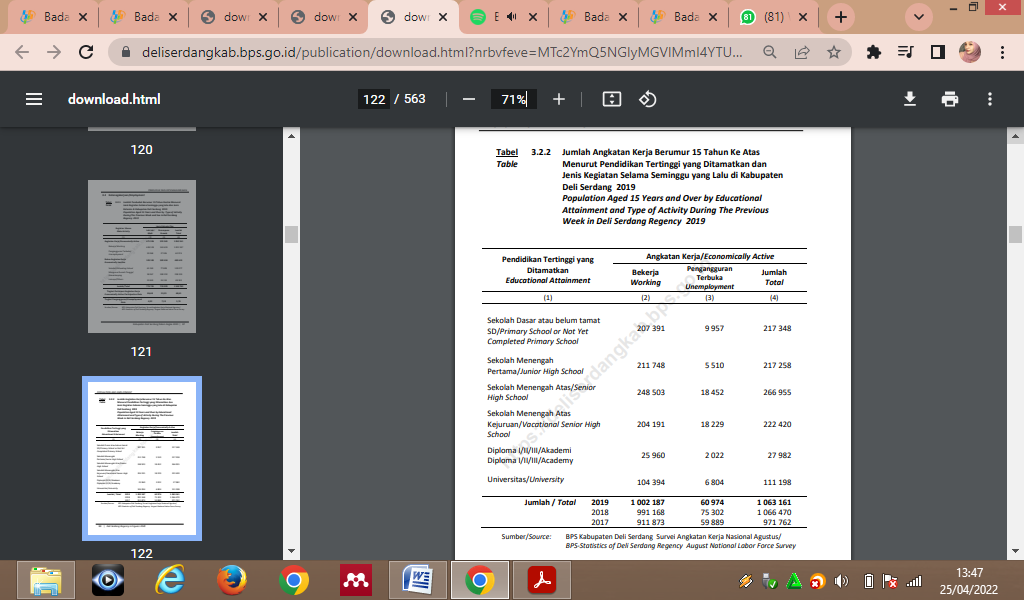 Bada
Bada
dow
dow
dow
E
Bada
Bada
(81)
deliserdangkab.bps.go.id/publication/download.html?nrbvfeve=MTc2YmQ5NGIyMGVIMmI4YTU...
download.html
122 / 563
71%
120
121
122
Tabel 3.2.2 Jumlah Angkatan Kerja Berumur 15 Tahun Ke Atas
Table Menurut Pendidikan Tertinggi yang Ditamatkan dan
Jenis Kegiatan Selama Seminggu yang Lalu di Kabupaten
Deli Serdang 2019
Population Aged 15 Years and Over by Educational
Attainment and Type of Activity During The Previous
Week in Deli Serdang Regency 2019
Pendidikan Tertinggi yang
Ditamatkan
Educational Attainment
Angkatan Kerja/Economically Active
Bekerja
Working
Pengangguran
Terbuka
Unemployment
Jumlah
Total
(1) (2) (3) (4)
Sekolah Dasar atau belum tamat
SD/Primary School or Not Yet 207 391 9 957 217 348
Completed Primary School
Sekolah Menengah
Pertama/Junior High School 211 748 5 510 217 258
Sekolah Menengah Atas/Senior
High School 248 503 18 452 266 955
Sekolah Menengah Atas
Kejuruan/Vacational Senior High 204 191 18 229 222 420
School
Diploma I/II/III/Akademi
Diploma I/II/III/Academy 25 960 2 022 27 982
Universitas/University 104 394 6 804 111 198
Jumlah / Total 2019 1 002 187 60 974 1 063 161
2018 991 168 75 302 1 066 470
2017 911 873 59 889 971 762
Sumber/Source: BPS Kabupaten Deli Serdang Survei Angkatan Kerja Nasional Agustus/
BPS-Statistics of Deli Serdang Regency August National Labor Force Survey
https://deliserdangkab.bps.go.
13:47
25/04/2022